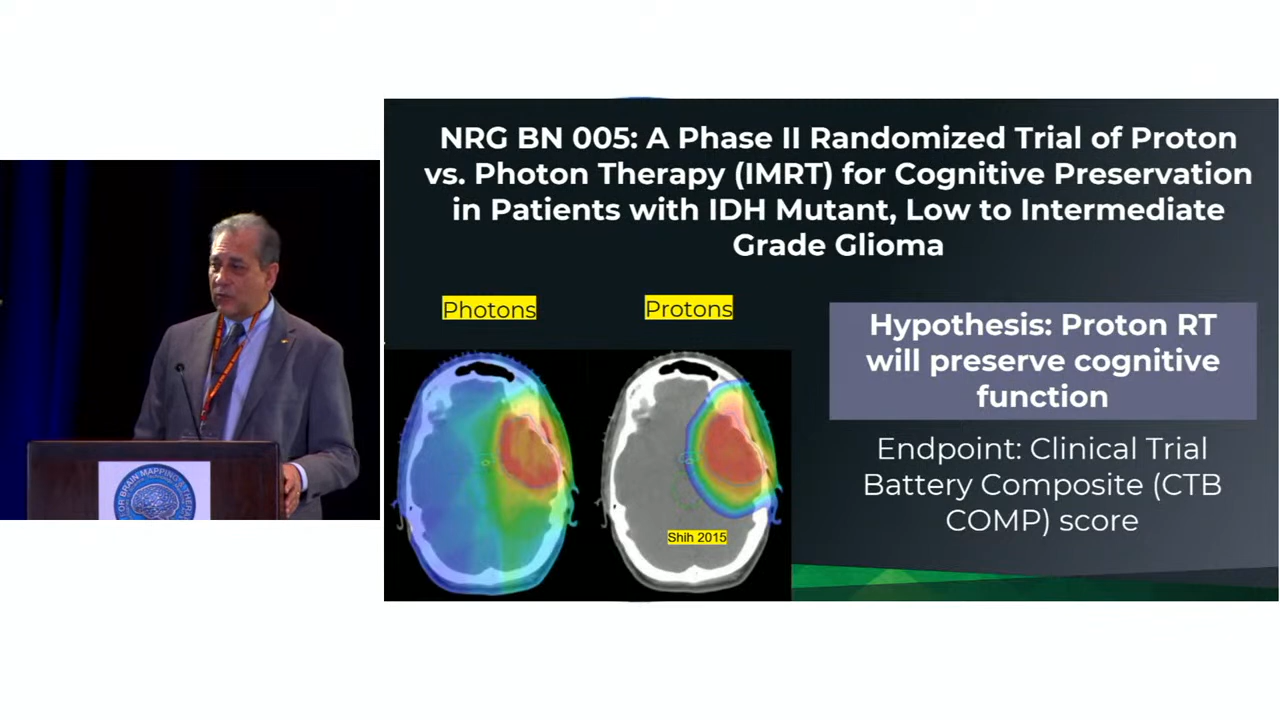 NRG BN 005: A Phase II Randomized Trial of Proton
vs. Photon Therapy (IMRT) for Cognitive Preservation
in Patients with IDH Mutant, Low to Intermediate
Grade Glioma
Photons
Protons
Hypothesis: Proton RT
will preserve cognitive
function
Endpoint: Clinical Trial
Battery Composite (CTB
COMP) score
Shih 2015
BRAIN MAPPING &